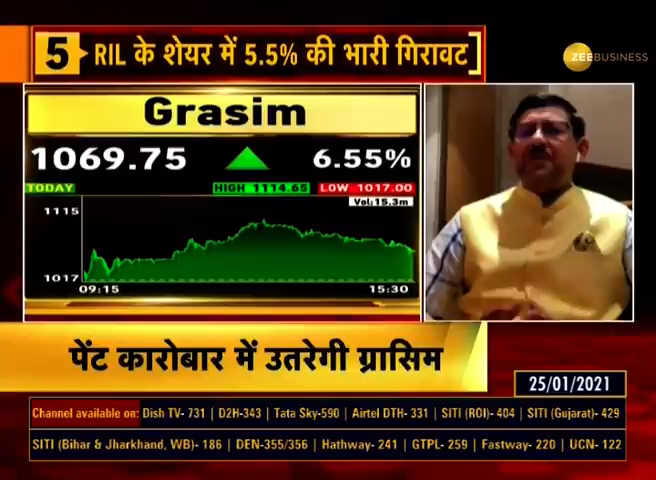 5 RIL के शेयर में 5.5% की भारी गिरावट
ZEEBUSINESS
Grasim
1069.75 6.55%
TODAY HIGH 1114.65 LOW 1017.00
Vol:15.3m
1115
1017
09:15 15:30
पेंट कारोबार में उतरेगी ग्रासिम
25/01/2021
Channel available on: Dish TV- 731 | D2H-343 | Tata Sky-590 | Airtel DTH- 331 | SITI (ROI)- 404 | SITI (Gujarat)- 429
SITI (Bihar & Jharkhand, WB)- 186 | DEN-355/356 | Hathway- 241 | GTPL- 259 | Fastway- 220 | UCN- 122